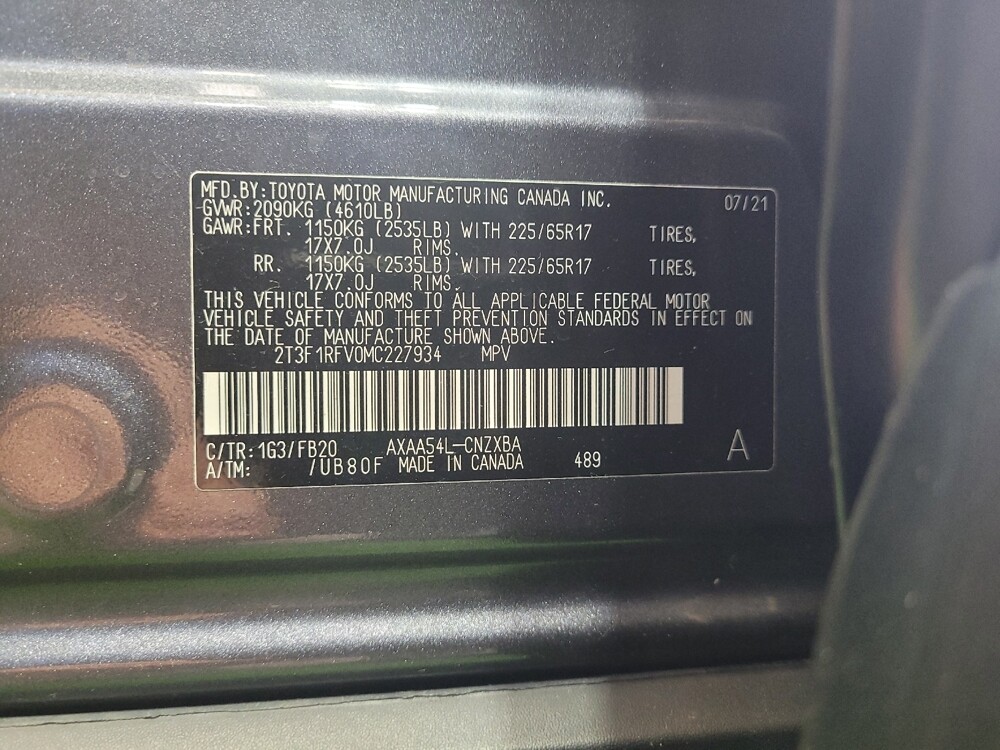 MFD.BY:TOYOTA MOTOR MANUFACTURING CANADA INC. 07/21
GVWR:2090KG (4610LB)
GAWR:FRT. 1150KG (2535LB) WITH 225/65R17 TIRES,
17X7.0J RIMS.
RR. 1150KG (2535LB) WITH 225/65R17 TIRES,
17X7.0J RIMS.
THIS VEHICLE CONFORMS TO ALL APPLICABLE FEDERAL MOTOR
VEHICLE SAFETY AND THEFT PREVENTION STANDARDS IN EFFECT ON
THE DATE OF MANUFACTURE SHOWN ABOVE.
2T3F1RFV0MC227934 MPV
C/TR:1G3/FB20 AXAA54L-CNZXBA A
A/TM: /UB80F MADE IN CANADA 489